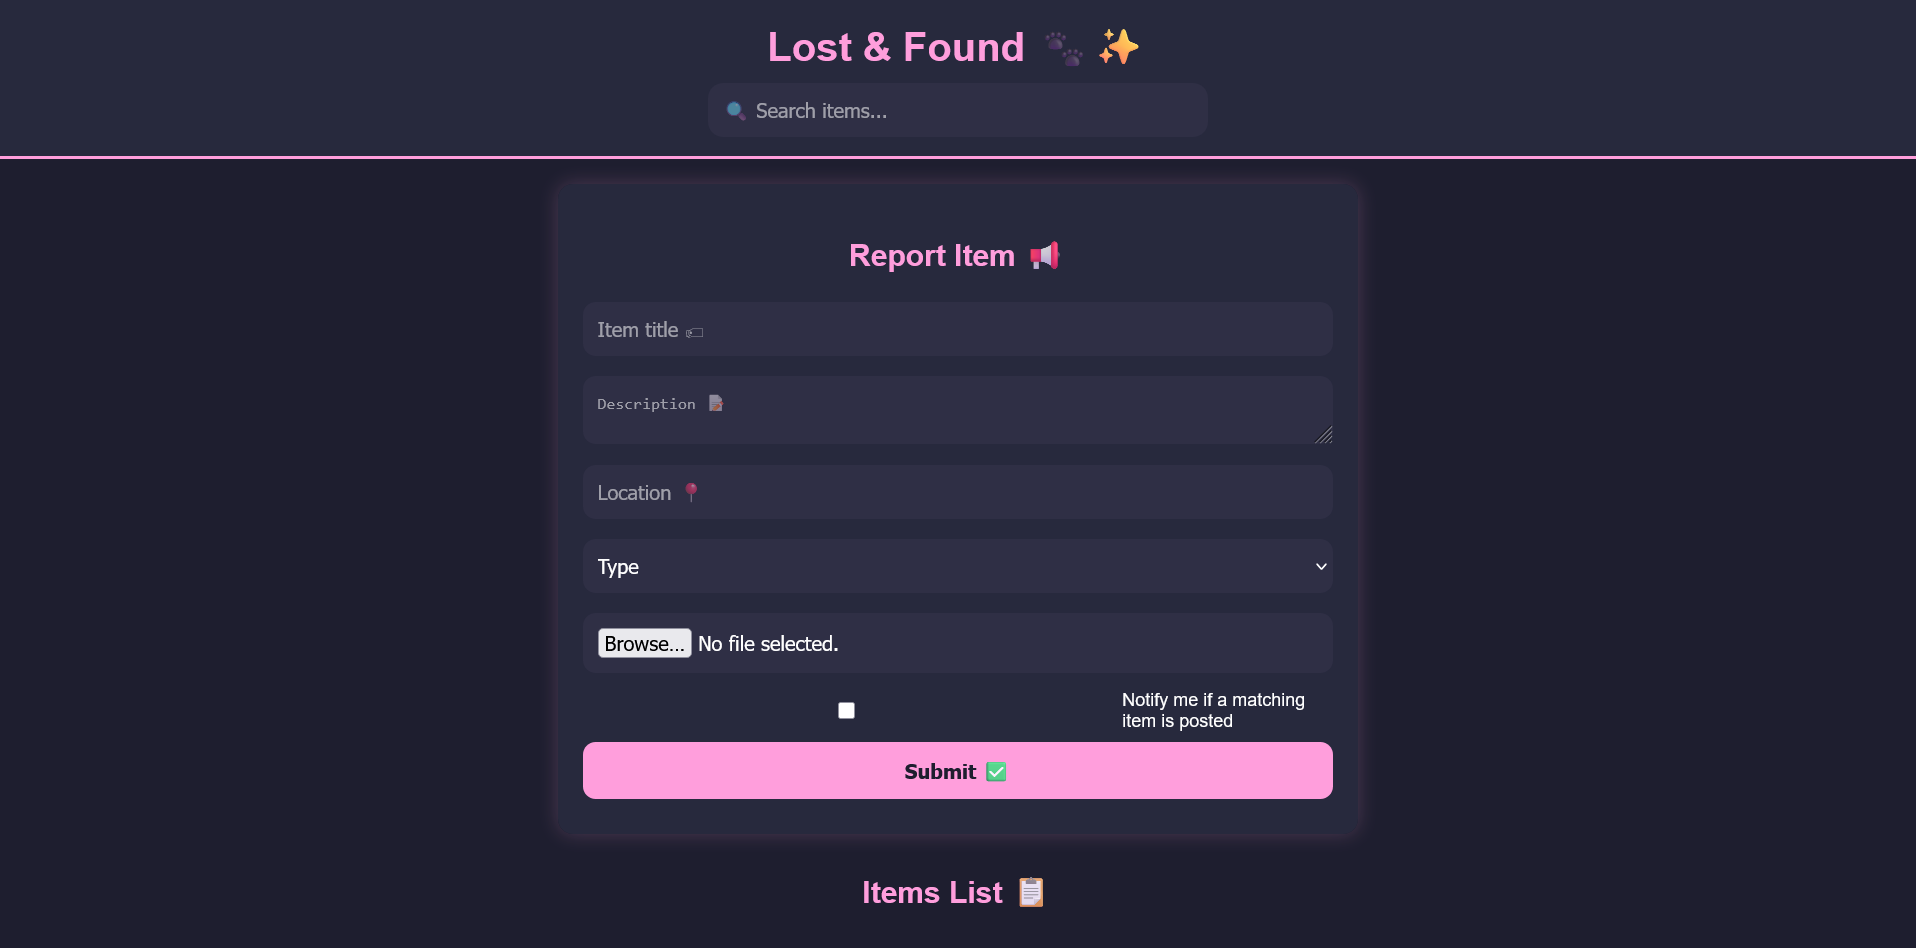 Lost & Found 🐾 ✨
🔍 Search items...
Report Item 📢
Item title 🏷
Description 📝
Location 📍
Type
Browse... No file selected.
Notify me if a matching
item is posted
Submit ✅
Items List 📋